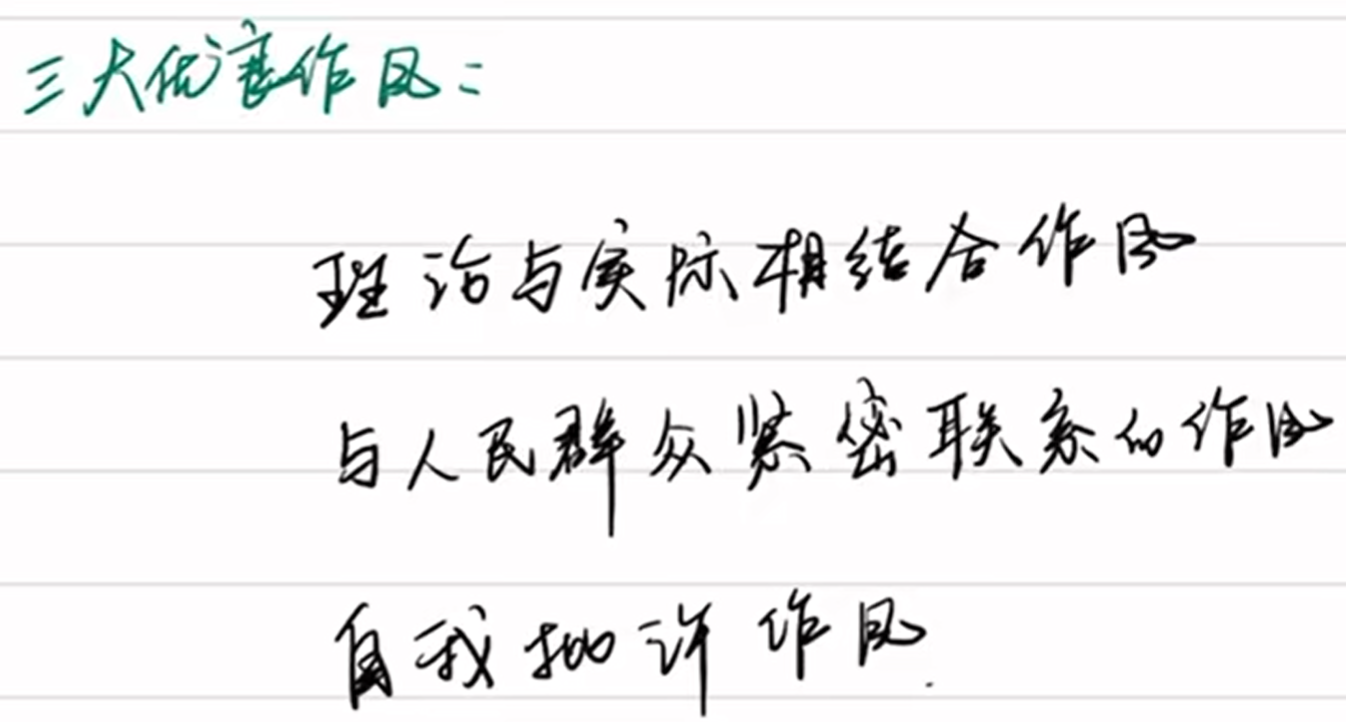 三大优良作风：
理论与实际相结合作风
与人民群众紧密联系的作风
自我批评作风.